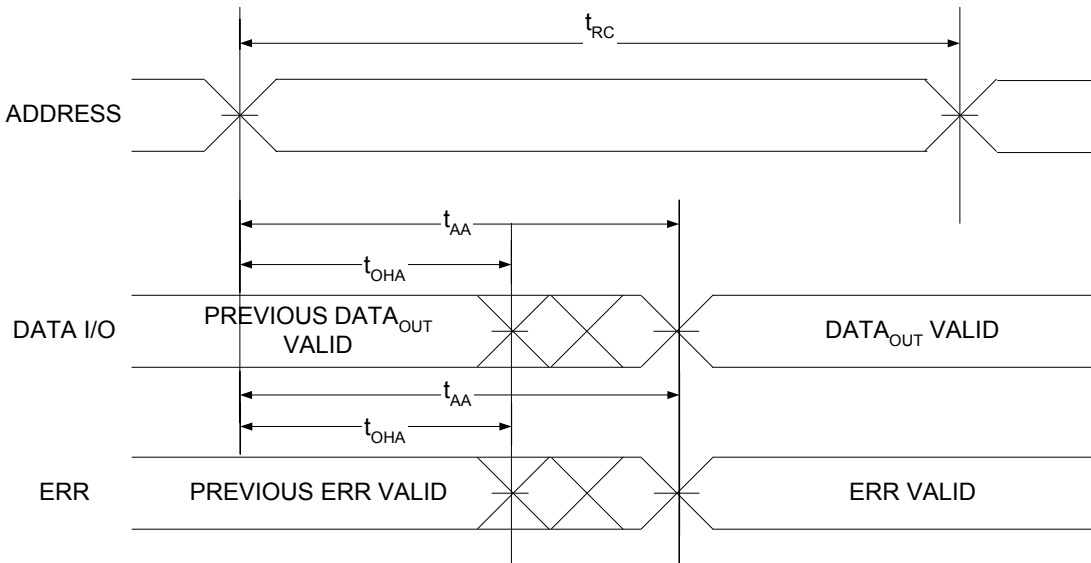 tRC
ADDRESS
tAA
tOHA
DATA I/O
PREVIOUS DATAOUT
VALID
DATAOUT VALID
tAA
tOHA
ERR
PREVIOUS ERR VALID
ERR VALID